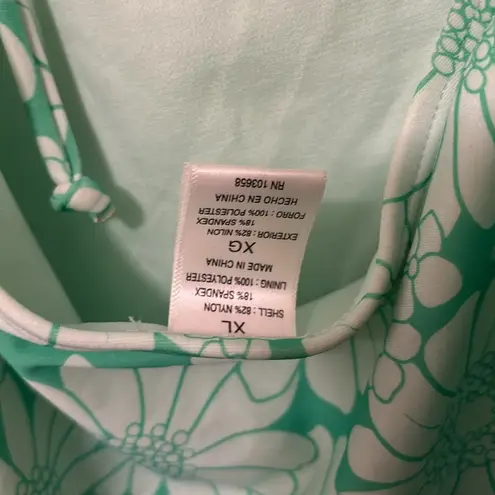 XL
SHELL : 82% NYLON
18% SPANDEX
LINING : 100% POLYESTER
MADE IN CHINA
XG
EXTERIOR : 82% NILON
18% SPANDEX
FORRO : 100% POLIESTER
HECHO EN CHINA
RN 103658